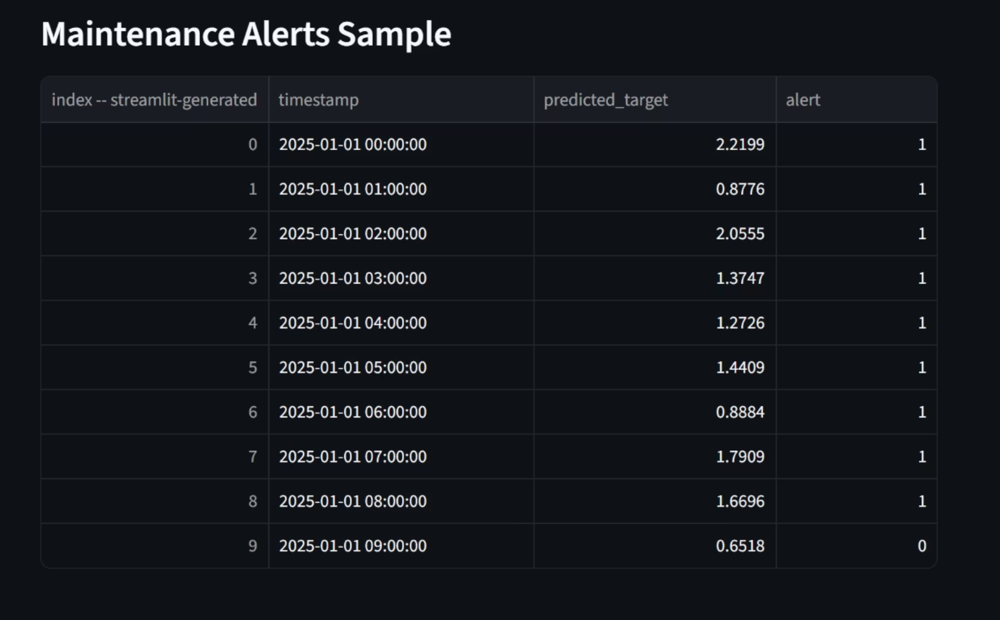 Maintenance Alerts Sample
index -- streamlit-generated timestamp predicted_target alert
0 2025-01-01 00:00:00 2.2199 1
1 2025-01-01 01:00:00 0.8776 1
2 2025-01-01 02:00:00 2.0555 1
3 2025-01-01 03:00:00 1.3747 1
4 2025-01-01 04:00:00 1.2726 1
5 2025-01-01 05:00:00 1.4409 1
6 2025-01-01 06:00:00 0.8884 1
7 2025-01-01 07:00:00 1.7909 1
8 2025-01-01 08:00:00 1.6696 1
9 2025-01-01 09:00:00 0.6518 0